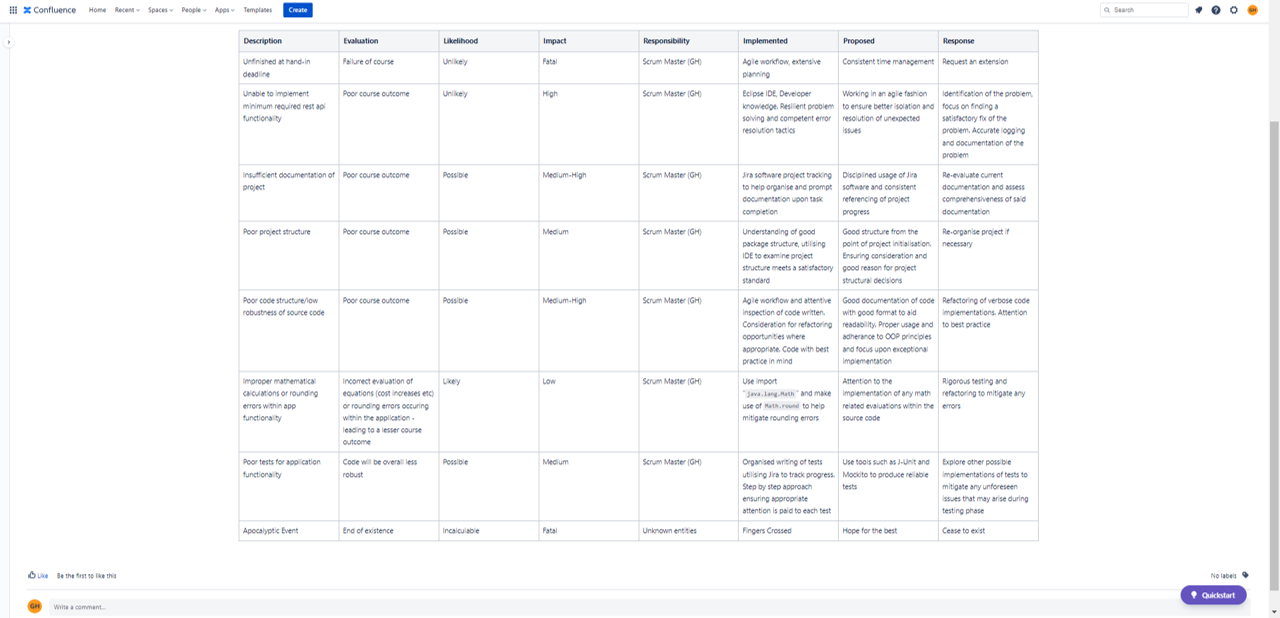 Confluence Home Recent Spaces People Apps Templates Create Search GH
Description Evaluation Likelihood Impact Responsibility Implemented Proposed Response
Unfinished at hand-in
deadline
Failure of course
Unlikely
Fatal
Scrum Master (GH)
Agile workflow, extensive
planning
Consistent time management
Request an extension
Unable to implement
minimum required rest api
functionality
Poor course outcome
Unlikely
High
Scrum Master (GH)
Eclipse IDE, Developer
knowledge. Resilient problem
solving and competent error
resolution tactics
Working in an agile fashion
to ensure better isolation and
resolution of unexpected
issues
Identification of the problem,
focus on finding a
satisfactory fix of the
problem. Accurate logging
and documentation of the
problem
Insufficient documentation of
project
Poor course outcome
Possible
Medium-High
Scrum Master (GH)
Jira software project tracking
to help organise and prompt
documentation upon task
completion
Disciplined usage of Jira
software and consistent
referencing of project
progress
Re-evaluate current
documentation and assess
comprehensiveness of said
documentation
Poor project structure
Poor course outcome
Possible
Medium
Scrum Master (GH)
Understanding of good
package structure, utilising
IDE to examine project
structure meets a satisfactory
standard
Good structure from the
point of project initialisation.
Ensuring consideration and
good reason for project
structural decisions
Re-organise project if
necessary
Poor code structure/low
robustness of source code
Poor course outcome
Possible
Medium-High
Scrum Master (GH)
Agile workflow and attentive
inspection of code written.
Consideration for refactoring
opportunities where
appropriate. Code with best
practice in mind
Good documentation of code
with good format to aid
readability. Proper usage and
adherance to OOP principles
and focus upon exceptional
implementation
Refactoring of verbose code
implementations. Attention
to best practice
Improper mathematical
calculations or rounding
errors within app
functionality
Incorrect evaluation of
equations (cost increases etc)
or rounding errors occuring
within the application -
leading to a lesser course
outcome
Likely
Low
Scrum Master (GH)
Use import
"java.lang.Math" and make
use of Math.round to help
mitigate rounding errors
Attention to the
implementation of any math
related evaluations within the
source code
Rigorous testing and
refactoring to mitigate any
errors
Poor tests for application
functionality
Code will be overall less
robust
Possible
Medium
Scrum Master (GH)
Organised writing of tests
utilising Jira to track progress.
Step by step approach
ensuring appropriate
attention is paid to each test
Use tools such as J-Unit and
Mockito to produce reliable
tests
Explore other possible
implementations of tests to
mitigate any unforeseen
issues that may arise during
testing phase
Apocalyptic Event
End of existence
Incalculable
Fatal
Unknown entities
Fingers Crossed
Hope for the best
Cease to exist
Like Be the first to like this No labels
Quickstart
GH Write a comment...